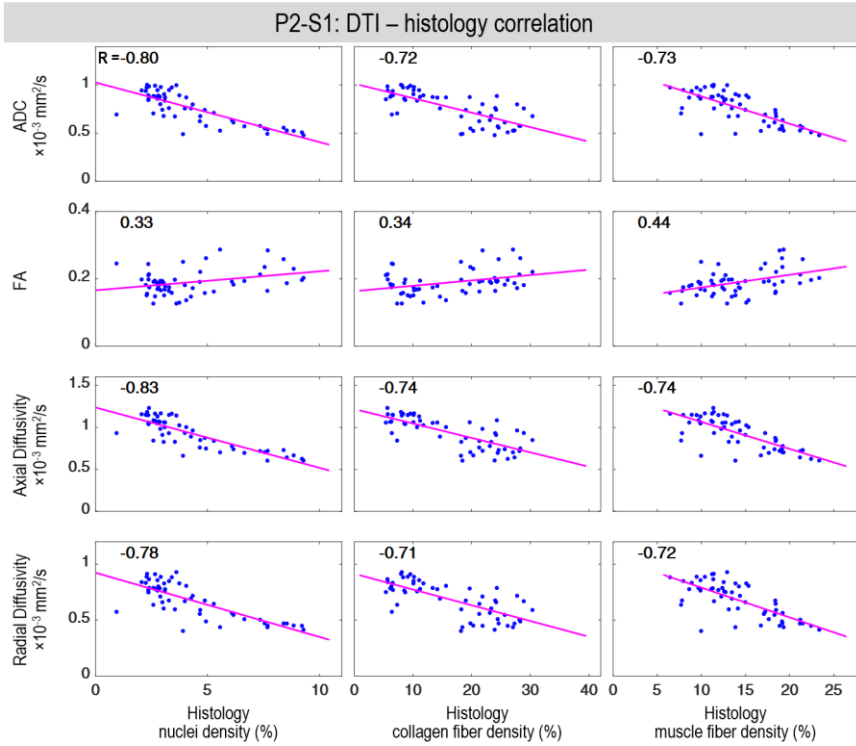 P2-S1: DTI – histology correlation
R =-0.80
-0.72
-0.73
ADC
×10-3 mm2/s
1
0.5
0
0.33
0.34
0.44
FA
0.4
0.2
0
-0.83
-0.74
-0.74
Axial Diffusivity
×10-3 mm2/s
1.5
1
0.5
0
-0.78
-0.71
-0.72
Radial Diffusivity
×10-3 mm2/s
1
0.5
0
0 5 10
0 10 20 30 40
0 5 10 15 20 25
Histology
nuclei density (%)
Histology
collagen fiber density (%)
Histology
muscle fiber density (%)